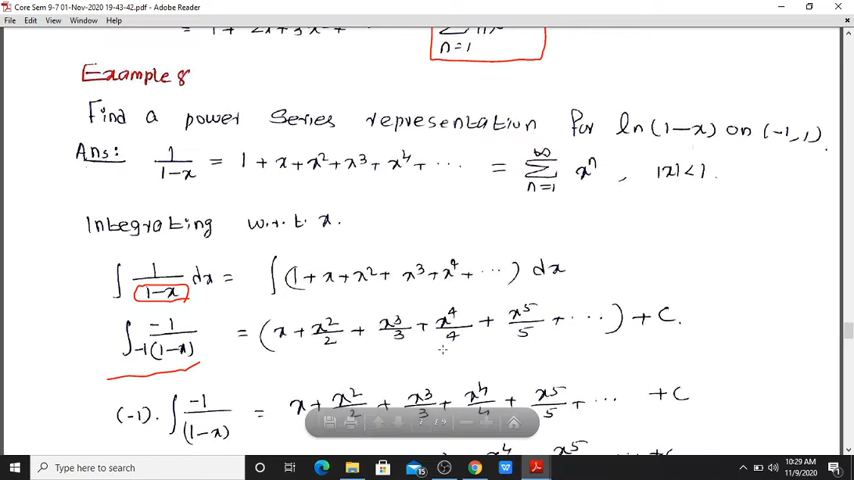 Core Sem 9-7 01-Nov-2020 19-43-42.pdf - Adobe Reader
File Edit View Window Help
n=1
Example 8
Find a power series representation for ln(1-x) on (-1,1).
Ans: 1/(1-x) = 1 + x + x² + x³ + x⁴ + ... = ∑_{n=1}^{∞} xⁿ , |x|<1.
Integrating w.r.t. x.
∫ 1/(1-x) dx = ∫ (1 + x + x² + x³ + x⁴ + ...) dx
∫ -1/(-1(1-x)) = (x + x²/2 + x³/3 + x⁴/4 + x⁵/5 + ...) + C.
(-1). ∫ -1/(1-x) = x + x²/2 + x³/3 + x⁴/4 + x⁵/5 + ... + C
x⁴ x⁵
Type here to search
15
10:29 AM
11/9/2020